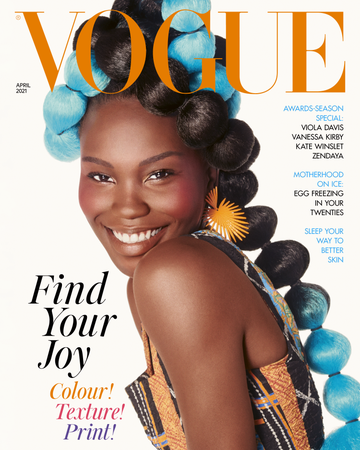 VOGUE
APRIL
2021
AWARDS-SEASON
SPECIAL:
VIOLA DAVIS
VANESSA KIRBY
KATE WINSLET
ZENDAYA
MOTHERHOOD
ON ICE:
EGG FREEZING
IN YOUR
TWENTIES
SLEEP YOUR
WAY TO
BETTER
SKIN
Find
Your
Joy
Colour!
Texture!
Print!